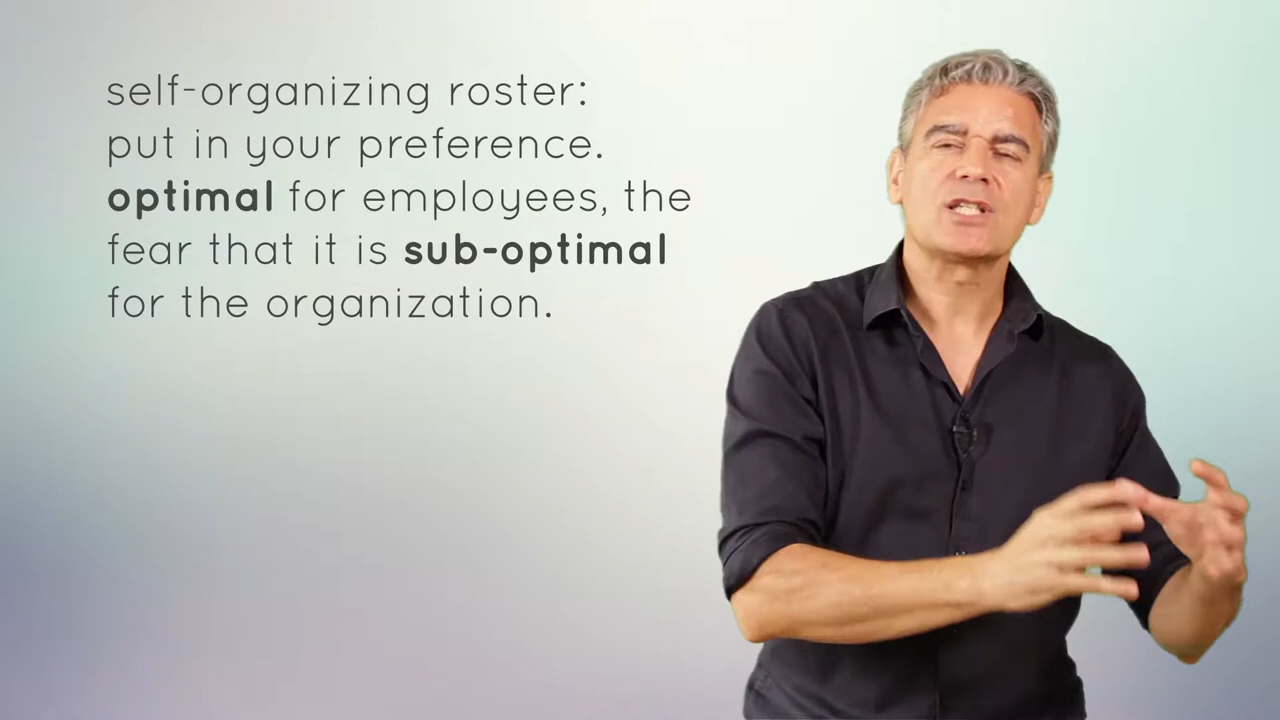 self-organizing roster:
put in your preference.
optimal for employees, the
fear that it is sub-optimal
for the organization.